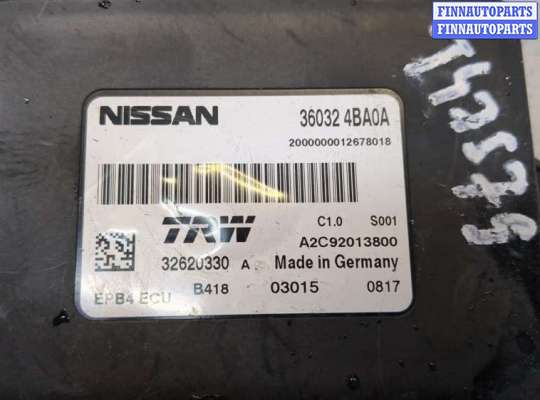 FINNAUTOPARTS
FINNAUTOPARTS
NISSAN
36032 4BA0A
2000000012678018
TRW
C1.0 S001
A2C92013800
32620330 A Made in Germany
EPB4 ECU B418 03015 0817